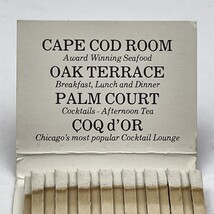 CAPE COD ROOM
Award Winning Seafood
OAK TERRACE
Breakfast, Lunch and Dinner
PALM COURT
Cocktails - Afternoon Tea
COQ d'OR
Chicago's most popular Cocktail Lounge